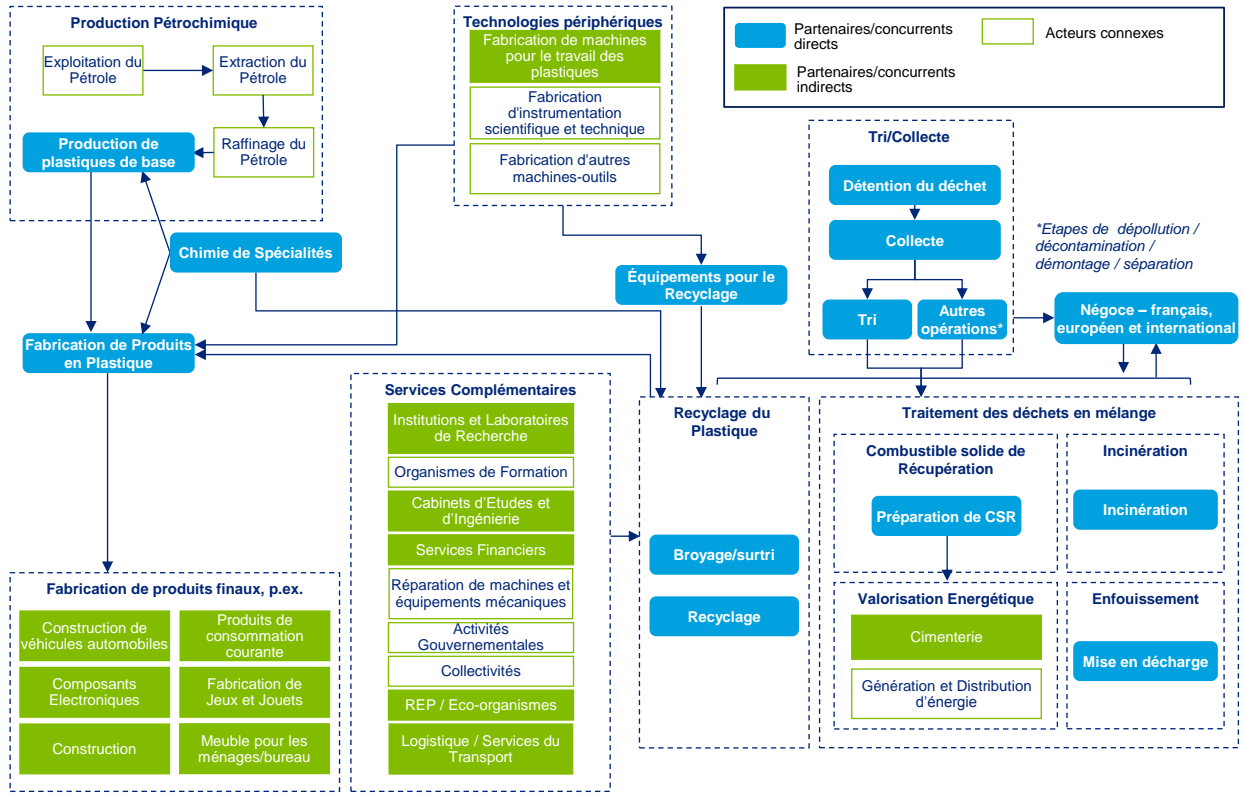 Production Pétrochimique
Exploitation du
Pétrole
Extraction du
Pétrole
Production de
plastiques de base
Raffinage du
Pétrole
Chimie de Spécialités
Fabrication de Produits
en Plastique
Technologies périphériques
Fabrication de machines
pour le travail des
plastiques
Fabrication
d'instrumentation
scientifique et technique
Fabrication d'autres
machines-outils
Partenaires/concurrents
directs
Acteurs connexes
Partenaires/concurrents
indirects
Tri/Collecte
Détention du déchet
Collecte
Tri
Autres
opérations*
*Etapes de dépollution /
décontamination /
démontage / séparation
Équipements pour le
Recyclage
Négoce – français,
européen et international
Services Complémentaires
Institutions et Laboratoires
de Recherche
Organismes de Formation
Cabinets d'Etudes et
d'Ingénierie
Services Financiers
Réparation de machines et
équipements mécaniques
Activités
Gouvernementales
Collectivités
REP / Eco-organismes
Logistique / Services du
Transport
Recyclage du
Plastique
Broyage/surtri
Recyclage
Traitement des déchets en mélange
Combustible solide de
Récupération
Préparation de CSR
Incinération
Incinération
Valorisation Energétique
Cimenterie
Génération et Distribution
d'énergie
Enfouissement
Mise en décharge
Fabrication de produits finaux, p.ex.
Construction de
véhicules automobiles
Produits de
consommation
courante
Composants
Electroniques
Fabrication de
Jeux et Jouets
Construction
Meuble pour les
ménages/bureau